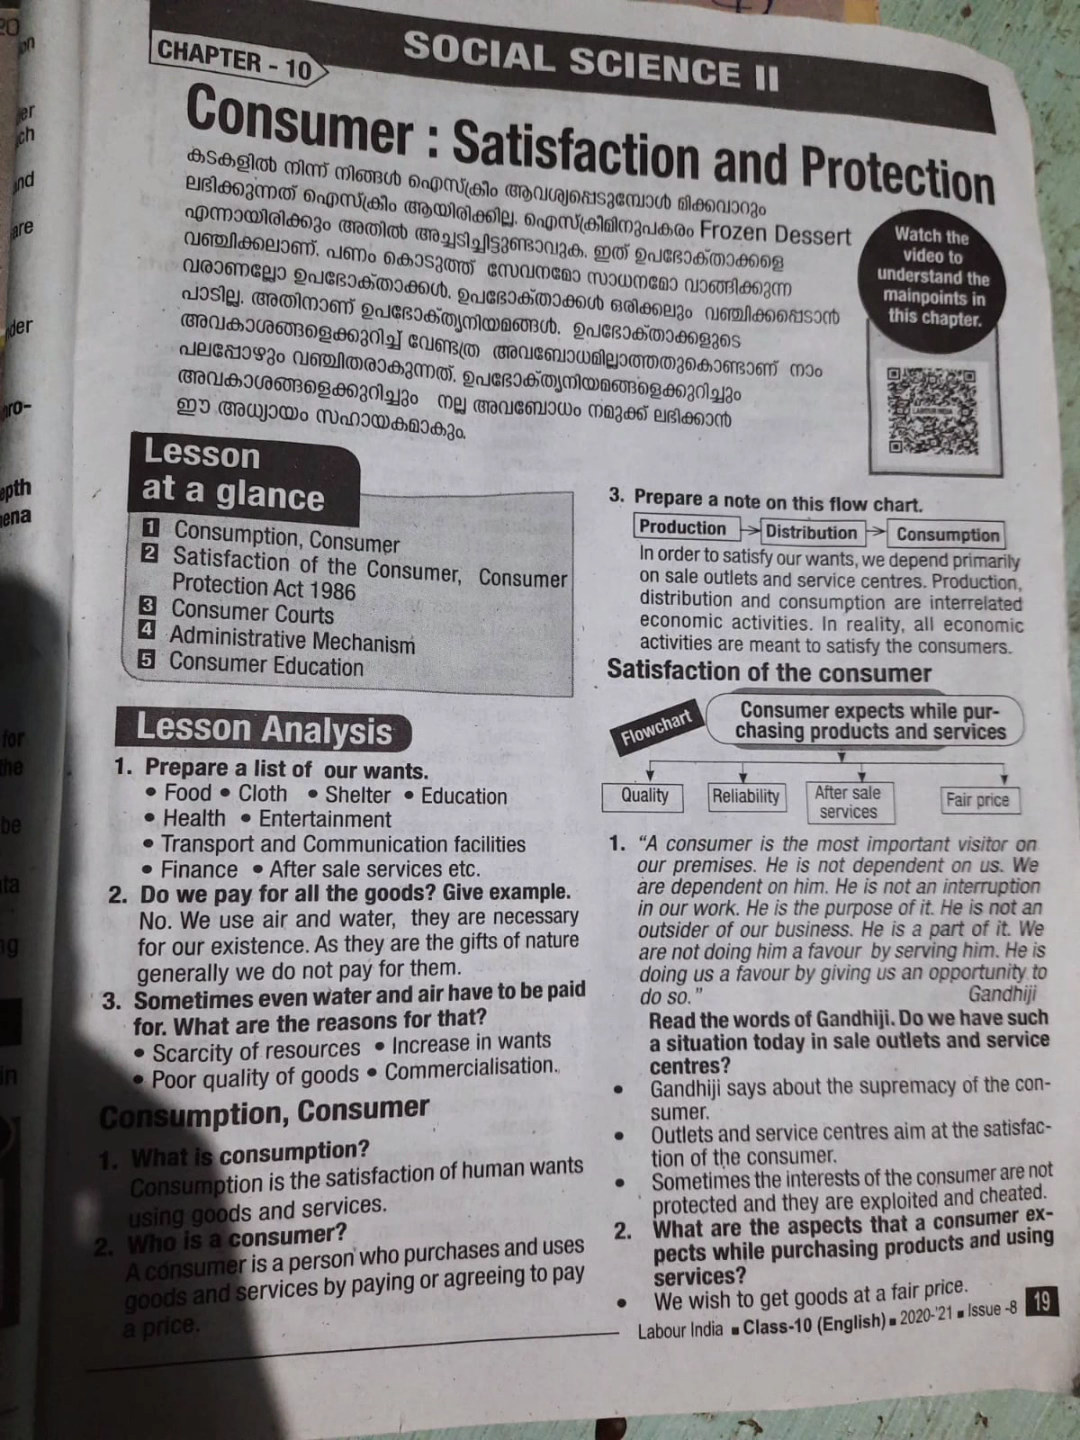 SOCIAL SCIENCE II
CHAPTER - 10
Consumer : Satisfaction and Protection
കടകളിൽ നിന്ന് നിങ്ങൾ ഐസ്ക്രീം ആവശ്യപ്പെടുമ്പോൾ മിക്കവാറും
ലഭിക്കുന്നത് ഐസ്ക്രീം ആയിരിക്കില്ല. ഐസ്ക്രീമിനുപകരം Frozen Dessert
എന്നായിരിക്കും അതിൽ അച്ചടിച്ചിട്ടുണ്ടാവുക. ഇത് ഉപഭോക്താക്കളെ
വഞ്ചിക്കലാണ്. പണം കൊടുത്ത് സേവനമോ സാധനമോ വാങ്ങിക്കുന്ന
വരാണല്ലോ ഉപഭോക്താക്കൾ. ഉപഭോക്താക്കൾ ഒരിക്കലും വഞ്ചിക്കപ്പെടാൻ
പാടില്ല. അതിനാണ് ഉപഭോക്തൃനിയമങ്ങൾ. ഉപഭോക്താക്കളുടെ
അവകാശങ്ങളെക്കുറിച്ച് വേണ്ടത്ര അവബോധമില്ലാത്തതുകൊണ്ടാണ് നാം
പലപ്പോഴും വഞ്ചിതരാകുന്നത്. ഉപഭോക്തൃനിയമങ്ങളെക്കുറിച്ചും
അവകാശങ്ങളെക്കുറിച്ചും നല്ല അവബോധം നമുക്ക് ലഭിക്കാൻ
ഈ അധ്യായം സഹായകമാകും.
Watch the
video to
understand the
mainpoints in
this chapter.
LABOUR INDIA
Lesson
at a glance
1 Consumption, Consumer
2 Satisfaction of the Consumer, Consumer
Protection Act 1986
3 Consumer Courts
4 Administrative Mechanism
5 Consumer Education
Lesson Analysis
1. Prepare a list of our wants.
• Food • Cloth • Shelter • Education
• Health • Entertainment
• Transport and Communication facilities
• Finance • After sale services etc.
2. Do we pay for all the goods? Give example.
No. We use air and water, they are necessary
for our existence. As they are the gifts of nature
generally we do not pay for them.
3. Sometimes even water and air have to be paid
for. What are the reasons for that?
• Scarcity of resources • Increase in wants
• Poor quality of goods • Commercialisation.
Consumption, Consumer
1. What is consumption?
Consumption is the satisfaction of human wants
using goods and services.
2. Who is a consumer?
A consumer is a person who purchases and uses
goods and services by paying or agreeing to pay
a price.
3. Prepare a note on this flow chart.
Production → Distribution → Consumption
In order to satisfy our wants, we depend primarily
on sale outlets and service centres. Production,
distribution and consumption are interrelated
economic activities. In reality, all economic
activities are meant to satisfy the consumers.
Satisfaction of the consumer
Flowchart
Consumer expects while pur-
chasing products and services
Quality
Reliability
After sale
services
Fair price
1. "A consumer is the most important visitor on
our premises. He is not dependent on us. We
are dependent on him. He is not an interruption
in our work. He is the purpose of it. He is not an
outsider of our business. He is a part of it. We
are not doing him a favour by serving him. He is
doing us a favour by giving us an opportunity to
do so." Gandhiji
Read the words of Gandhiji. Do we have such
a situation today in sale outlets and service
centres?
• Gandhiji says about the supremacy of the con-
sumer.
• Outlets and service centres aim at the satisfac-
tion of the consumer.
• Sometimes the interests of the consumer are not
protected and they are exploited and cheated.
2. What are the aspects that a consumer ex-
pects while purchasing products and using
services?
• We wish to get goods at a fair price.
Labour India ■ Class-10 (English) ■ 2020-'21 ■ Issue -8 19